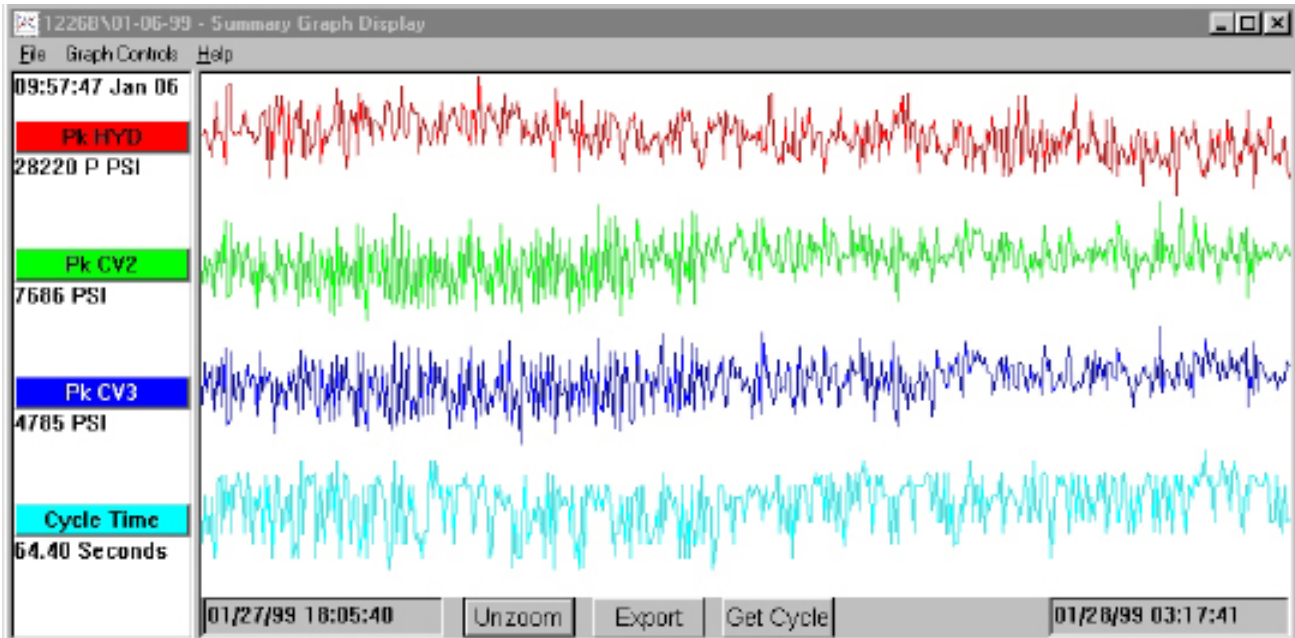 12268\01-06-99 - Summary Graph Display
File Graph Controls Help
09:57:47 Jan 06
Pk HYD
28220 P PSI
Pk CV2
7686 PSI
Pk CV3
4785 PSI
Cycle Time
64.40 Seconds
01/27/99 18:05:40 Unzoom Export Get Cycle 01/28/99 03:17:41